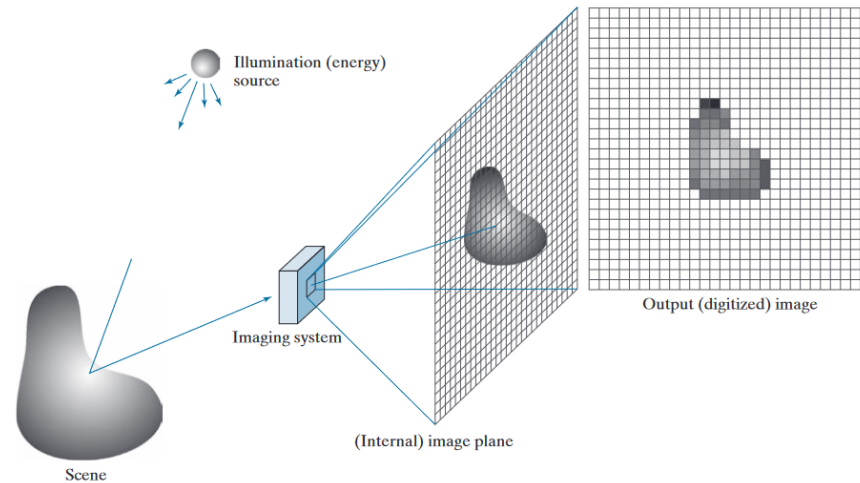 Illumination (energy)
source
Imaging system
Output (digitized) image
(Internal) image plane
Scene